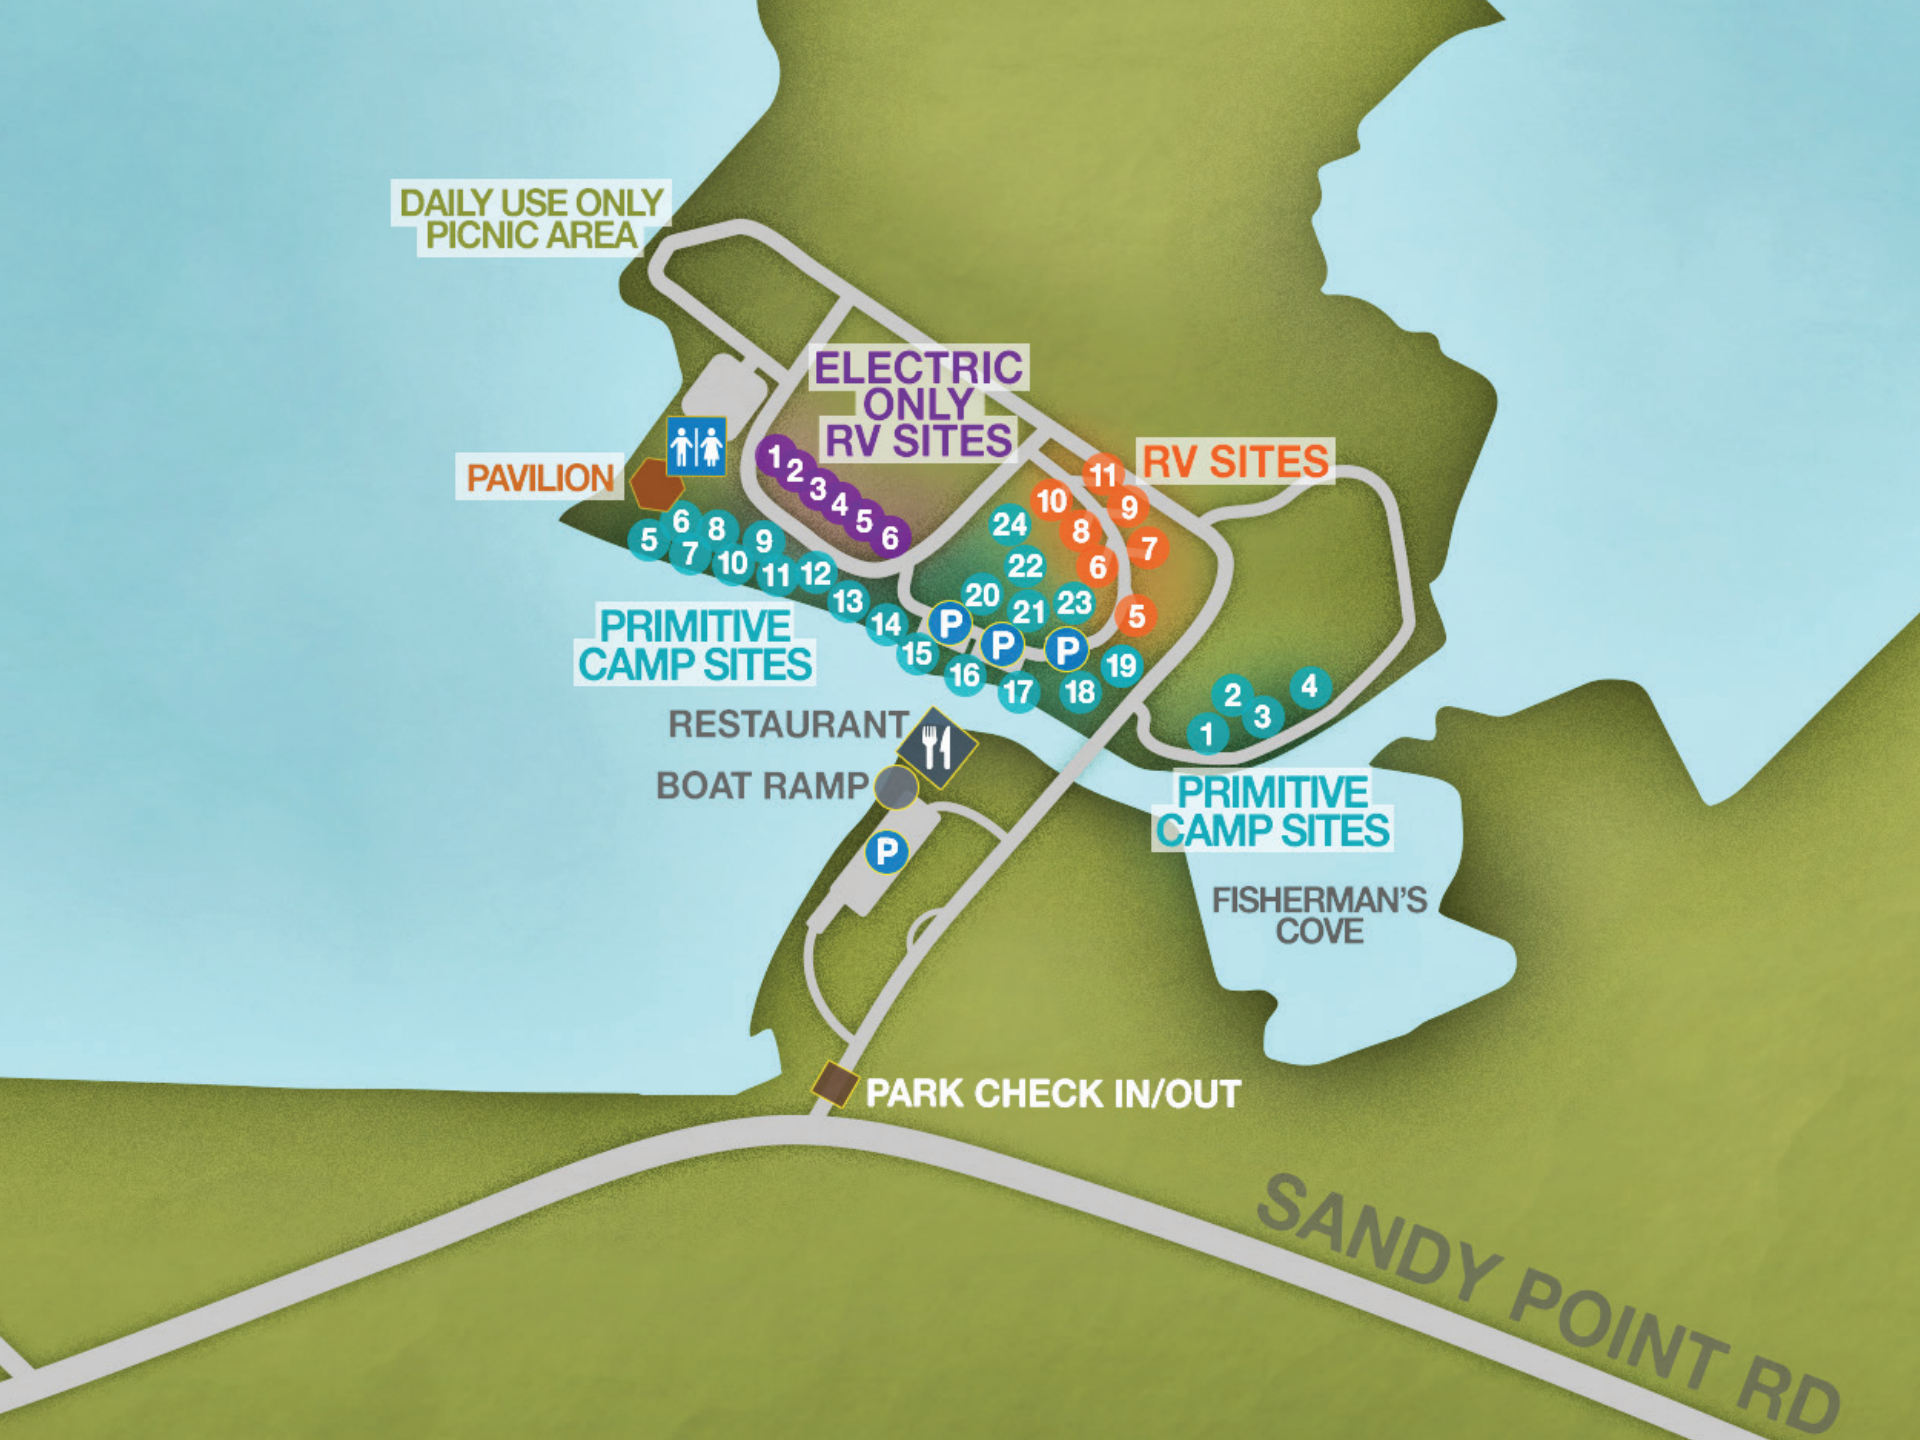 DAILY USE ONLY
PICNIC AREA
ELECTRIC
ONLY
RV SITES
RV SITES
PAVILION
1
2
3
4
5
6
11
10
9
8
7
6
5
24
22
20
21
23
5
6
7
8
9
10
11
12
13
14
15
16
17
18
19
P
P
P
PRIMITIVE
CAMP SITES
1
2
3
4
RESTAURANT
BOAT RAMP
P
PRIMITIVE
CAMP SITES
FISHERMAN'S
COVE
PARK CHECK IN/OUT
SANDY POINT RD